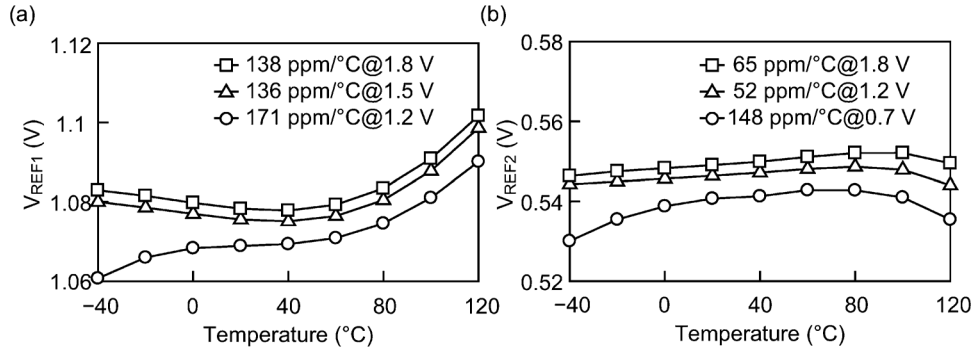 (a)
1.12
138 ppm/°C@1.8 V
136 ppm/°C@1.5 V
171 ppm/°C@1.2 V
1.1
1.08
1.06
V_REF1 (V)
−40 0 40 80 120
Temperature (°C)
(b)
0.58
65 ppm/°C@1.8 V
52 ppm/°C@1.2 V
148 ppm/°C@0.7 V
0.56
0.54
0.52
V_REF2 (V)
−40 0 40 80 120
Temperature (°C)